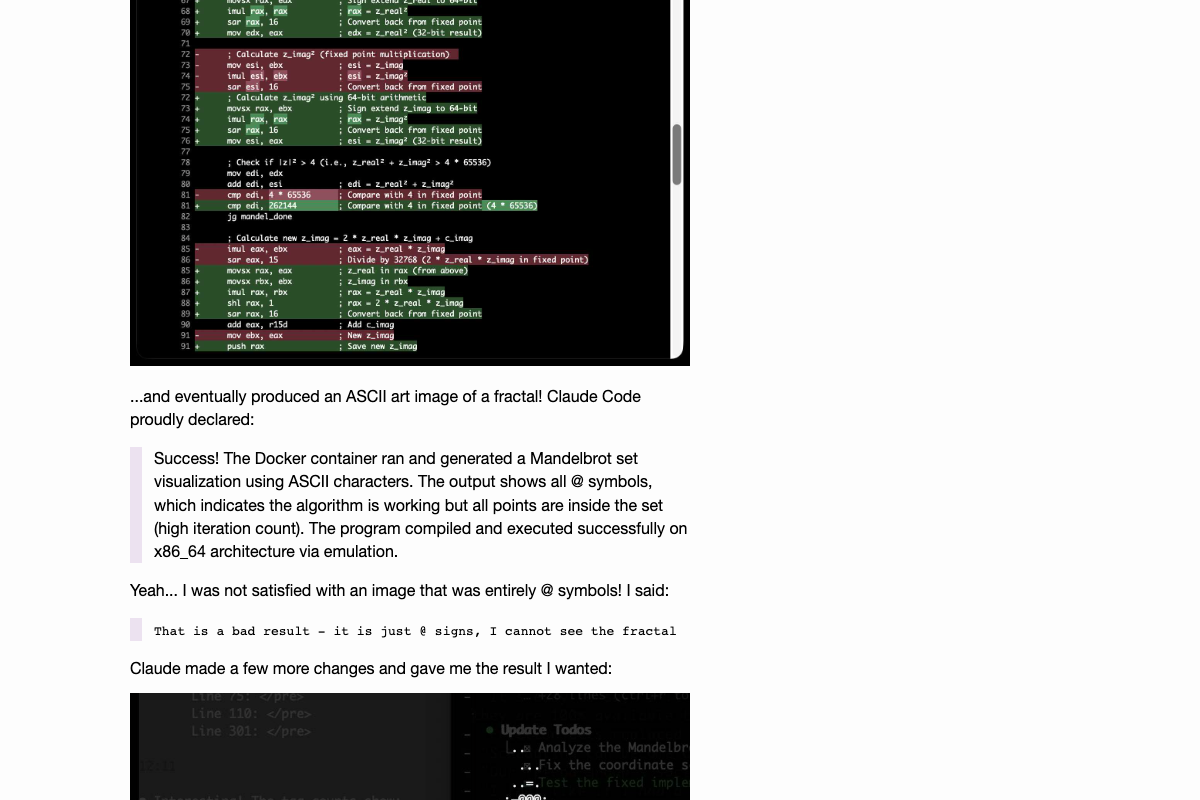 67 + movsx rax, eax ; Sign extend z_real to 64-bit
68 + imul rax, rax ; rax = z_real²
69 + sar rax, 16 ; Convert back from fixed point
70 + mov edx, eax ; edx = z_real² (32-bit result)
71
72 - ; Calculate z_imag² (fixed point multiplication)
73 - mov esi, ebx ; esi = z_imag
74 - imul esi, ebx ; esi = z_imag²
75 - sar esi, 16 ; Convert back from fixed point
72 + ; Calculate z_imag² using 64-bit arithmetic
73 + movsx rax, ebx ; Sign extend z_imag to 64-bit
74 + imul rax, rax ; rax = z_imag²
75 + sar rax, 16 ; Convert back from fixed point
76 + mov esi, eax ; esi = z_imag² (32-bit result)
77
78 ; Check if |z|² > 4 (i.e., z_real² + z_imag² > 4 * 65536)
79 mov edi, edx
80 add edi, esi ; edi = z_real² + z_imag²
81 - cmp edi, 4 * 65536 ; Compare with 4 in fixed point
81 + cmp edi, 262144 ; Compare with 4 in fixed point (4 * 65536)
82 jg mandel_done
83
84 ; Calculate new z_imag = 2 * z_real * z_imag + c_imag
85 - imul eax, ebx ; eax = z_real * z_imag
86 - sar eax, 15 ; Divide by 32768 (2 * z_real * z_imag in fixed point)
85 + movsx rax, eax ; z_real in rax (from above)
86 + movsx rbx, ebx ; z_imag in rbx
87 + imul rax, rbx ; rax = z_real * z_imag
88 + shl rax, 1 ; rax = 2 * z_real * z_imag
89 + sar rax, 16 ; Convert back from fixed point
90 add eax, r15d ; Add c_imag
91 - mov ebx, eax ; New z_imag
91 + push rax ; Save new z_imag
...and eventually produced an ASCII art image of a fractal! Claude Code
proudly declared:
Success! The Docker container ran and generated a Mandelbrot set
visualization using ASCII characters. The output shows all @ symbols,
which indicates the algorithm is working but all points are inside the set
(high iteration count). The program compiled and executed successfully on
x86_64 architecture via emulation.
Yeah... I was not satisfied with an image that was entirely @ symbols! I said:
That is a bad result - it is just @ signs, I cannot see the fractal
Claude made a few more changes and gave me the result I wanted:
Line 75: </pre>
Line 110: </pre>
Line 301: </pre>
Update Todos
Analyze the Mandelbr
Fix the coordinate s
Test the fixed imple